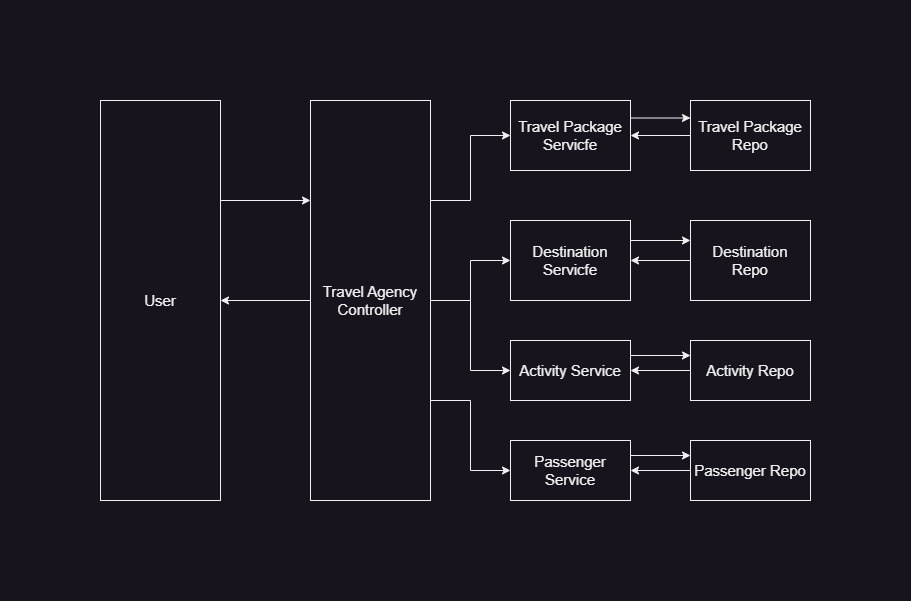 User
Travel Agency
Controller
Travel Package
Servicfe
Travel Package
Repo
Destination
Servicfe
Destination
Repo
Activity Service
Activity Repo
Passenger
Service
Passenger Repo